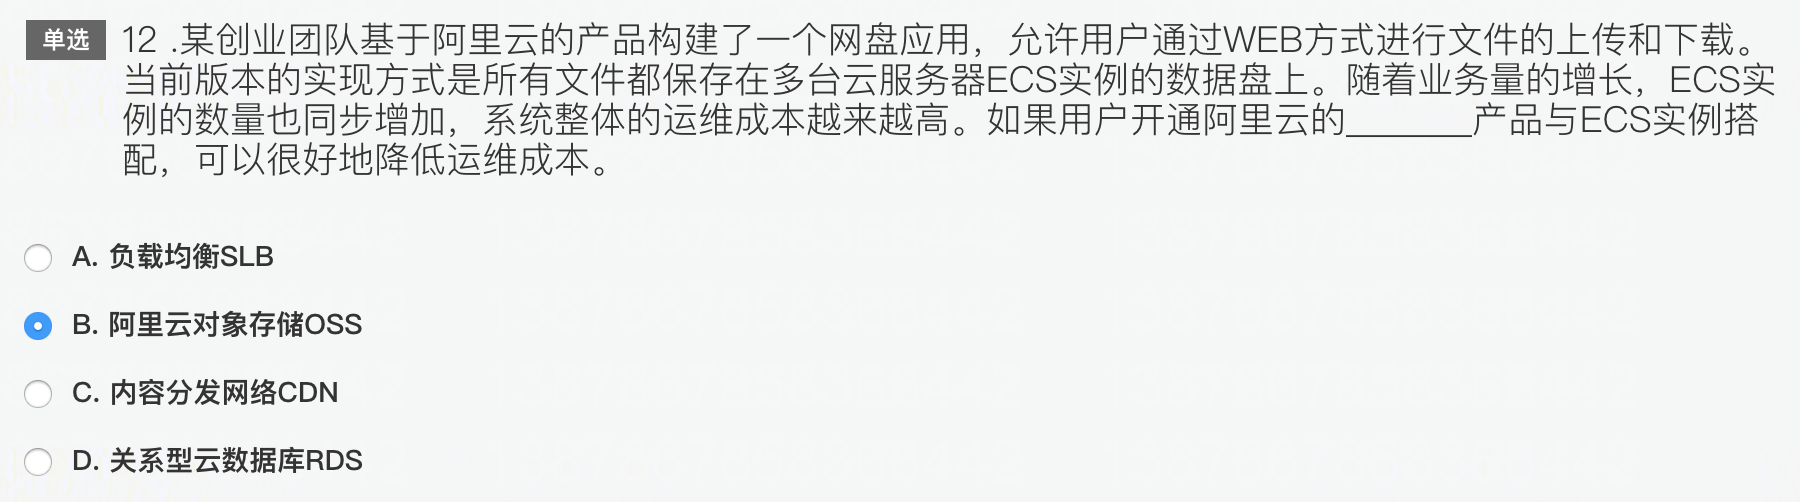 单选 12 .某创业团队基于阿里云的产品构建了一个网盘应用，允许用户通过WEB方式进行文件的上传和下载。
当前版本的实现方式是所有文件都保存在多台云服务器ECS实例的数据盘上。随着业务量的增长，ECS实
例的数量也同步增加，系统整体的运维成本越来越高。如果用户开通阿里云的_______产品与ECS实例搭
配，可以很好地降低运维成本。
A. 负载均衡SLB
B. 阿里云对象存储OSS
C. 内容分发网络CDN
D. 关系型云数据库RDS